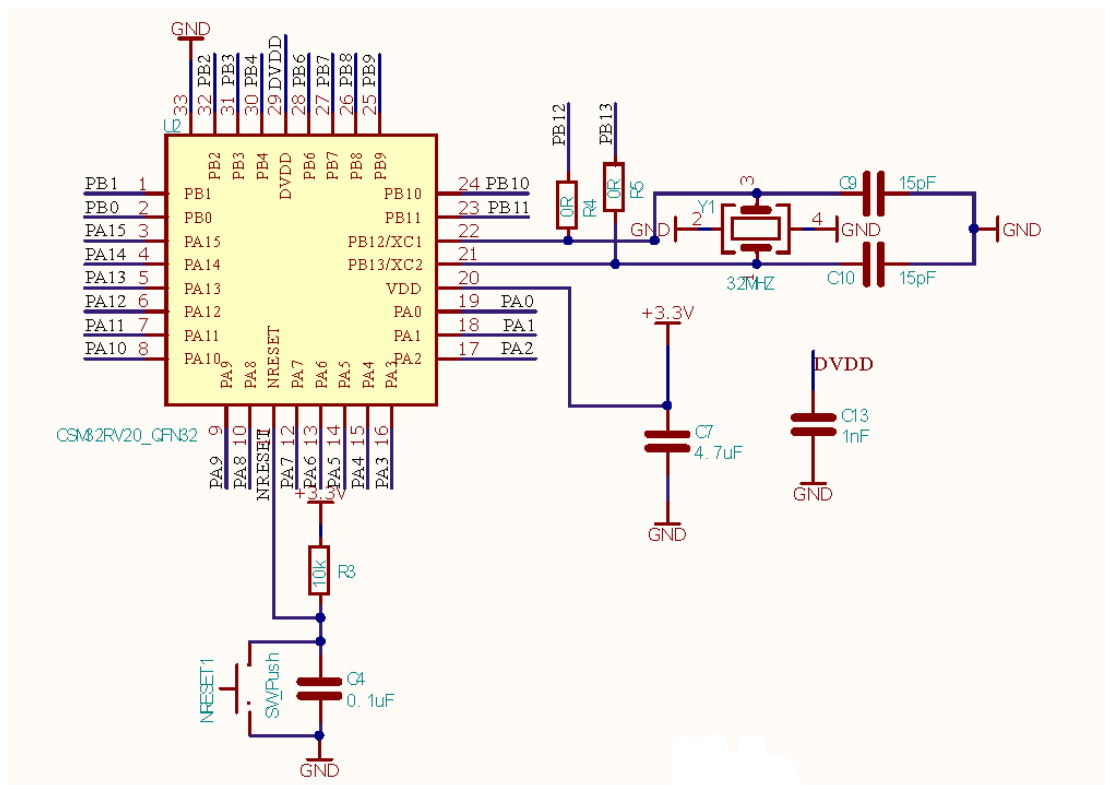 GND
33
32 PB2
31 PB3
30 PB4
29 DVDD
28 PB6
27 PB7
26 PB8
25 PB9
U2
PB2
PB3
PB4
DVDD
PB6
PB7
PB8
PB9
PB1 1 PB1
PB0 2 PB0
PA15 3 PA15
PA14 4 PA14
PA13 5 PA13
PA12 6 PA12
PA11 7 PA11
PA10 8 PA10
PB10 24 PB10
PB11 23 PB11
PB12/XC1 22
PB13/XC2 21
VDD 20
PA0 19 PA0
PA1 18 PA1
PA2 17 PA2
PA9
PA8
NRESET
PA7
PA6
PA5
PA4
PA3
CSM32RV20_QFN32
9 PA9
10 PA8
11 NRESET
12 PA7
13 PA6
14 PA5
15 PA4
16 PA3
PB12
PB13
0R R4
0R R5
GND 2
Y1
3
4 GND
1
32MHZ
C9 15pF
C10 15pF
GND
+3.3V
C7
4.7uF
GND
DVDD
C13
1nF
GND
+3.3V
10k R3
NRESET1
SW_Push
C4
0.1uF
GND